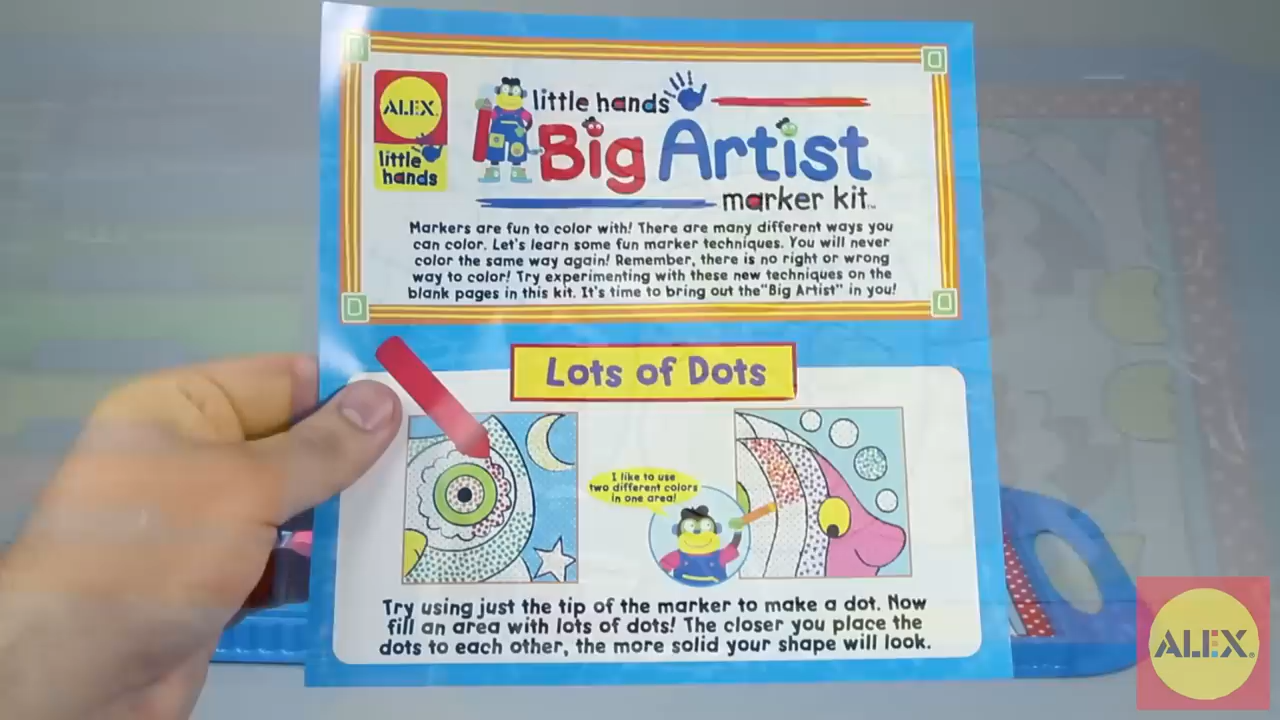 ALEX.
little
hands
little hands
Big Artist
marker kit™
Markers are fun to color with! There are many different ways you
can color. Let's learn some fun marker techniques. You will never
color the same way again! Remember, there is no right or wrong
way to color! Try experimenting with these new techniques on the
blank pages in this kit. It's time to bring out the"Big Artist" in you!
Lots of Dots
I like to use
two different colors
in one area!
Try using just the tip of the marker to make a dot. Now
fill an area with lots of dots! The closer you place the
dots to each other, the more solid your shape will look.
ALEX®